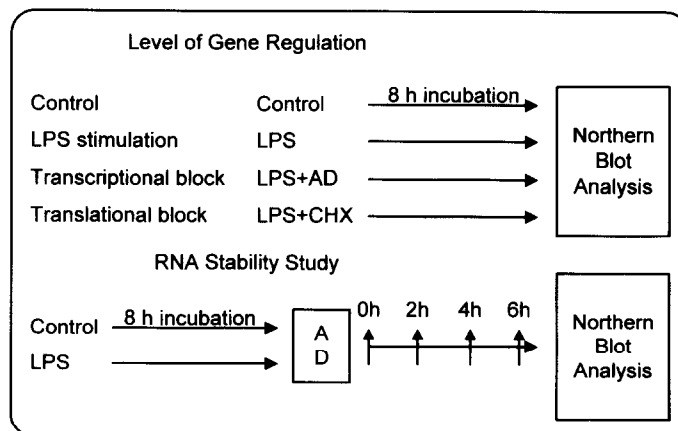 Level of Gene Regulation
Control Control 8 h incubation
LPS stimulation LPS
Transcriptional block LPS+AD
Translational block LPS+CHX
Northern
Blot
Analysis
RNA Stability Study
Control 8 h incubation
LPS
A
D
0h 2h 4h 6h
Northern
Blot
Analysis